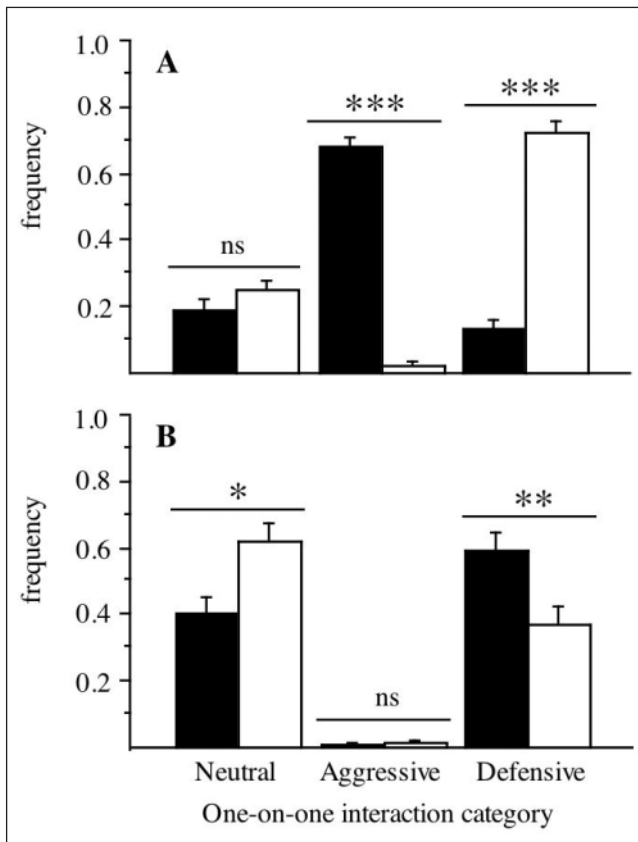 1.0
A
***
***
0.8
frequency
0.6
0.4
ns
0.2
1.0
B
0.8
*
**
frequency
0.6
0.4
ns
0.2
Neutral Aggressive Defensive
One-on-one interaction category